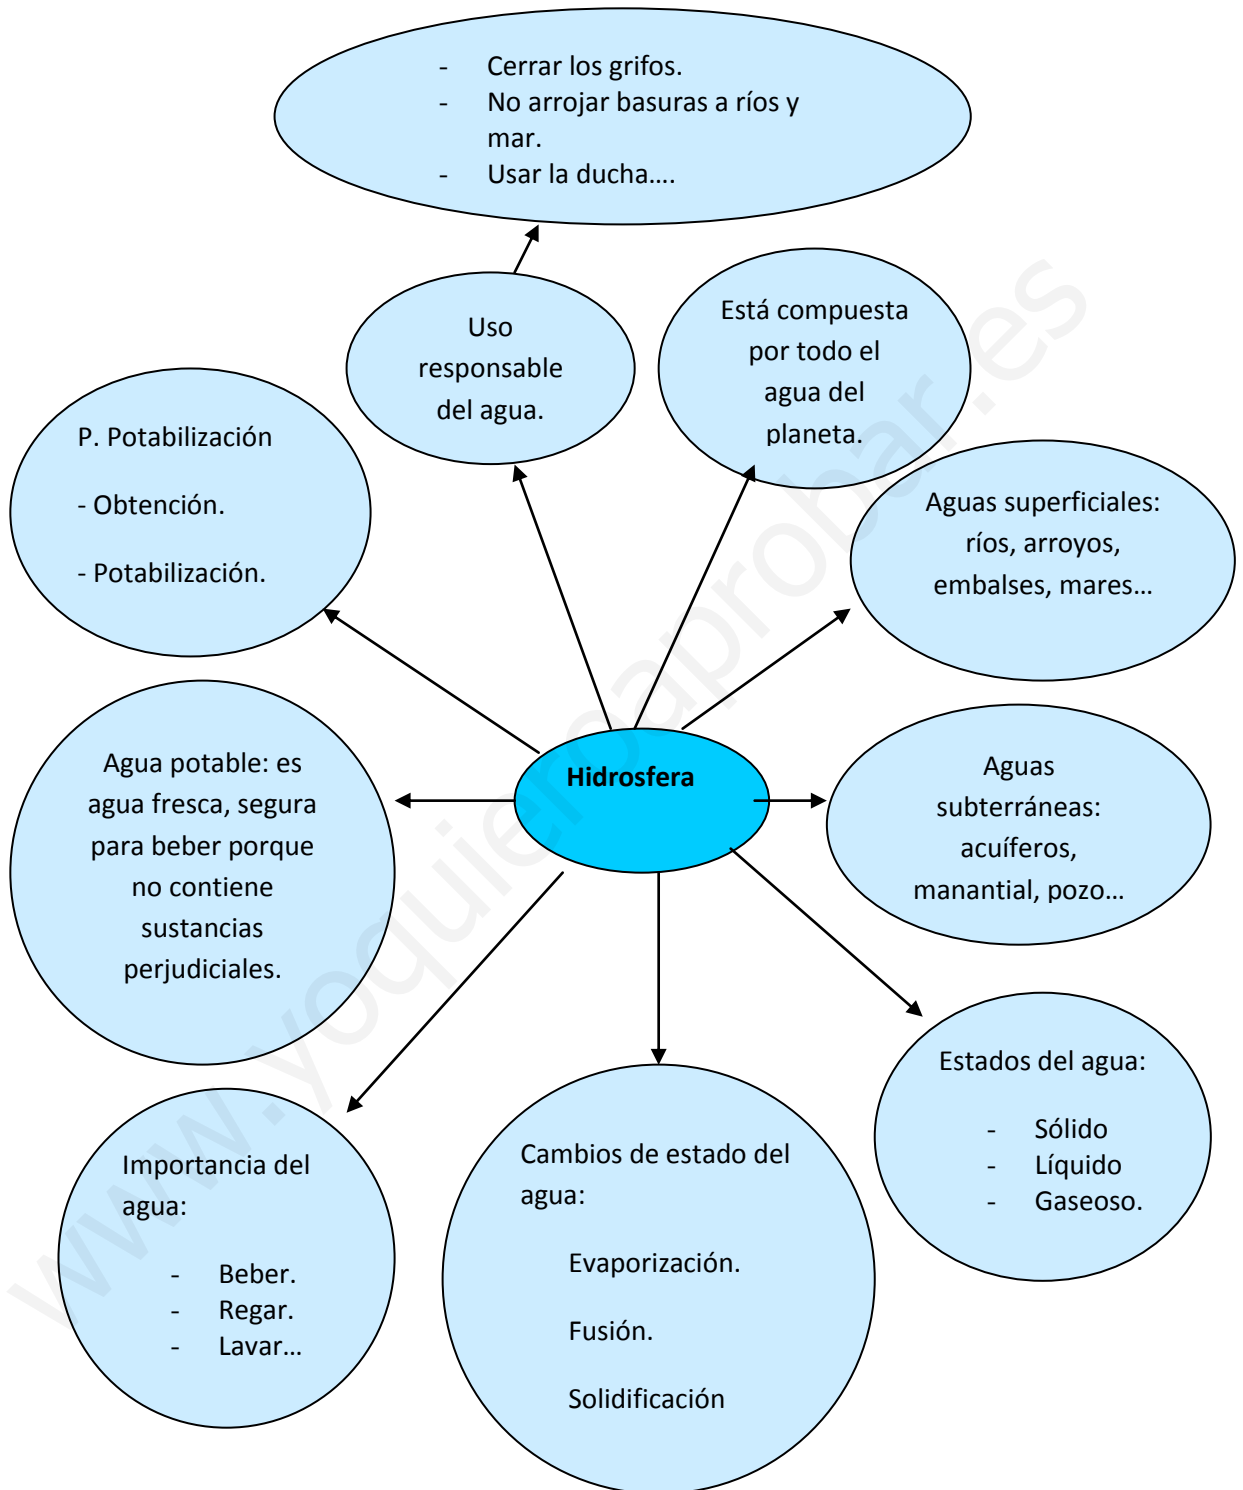 - Cerrar los grifos.
- No arrojar basuras a ríos y
mar.
- Usar la ducha….
Uso
responsable
del agua.
Está compuesta
por todo el
agua del
planeta.
P. Potabilización
- Obtención.
- Potabilización.
Aguas superficiales:
ríos, arroyos,
embalses, mares…
Hidrosfera
Agua potable: es
agua fresca, segura
para beber porque
no contiene
sustancias
perjudiciales.
Aguas
subterráneas:
acuíferos,
manantial, pozo…
Estados del agua:
- Sólido
- Líquido
- Gaseoso.
Importancia del
agua:
- Beber.
- Regar.
- Lavar…
Cambios de estado del
agua:
Evaporización.
Fusión.
Solidificación
www.yoquieroaprobar.es